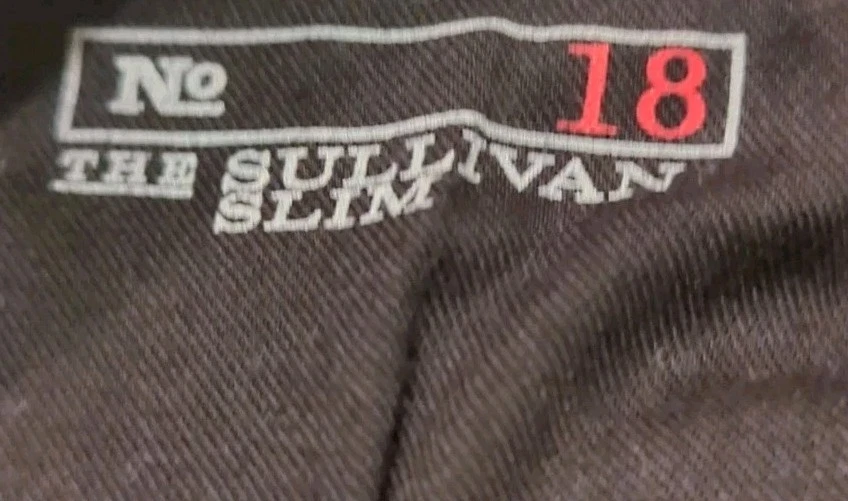 No 18
THE SULLIVAN
SLIM